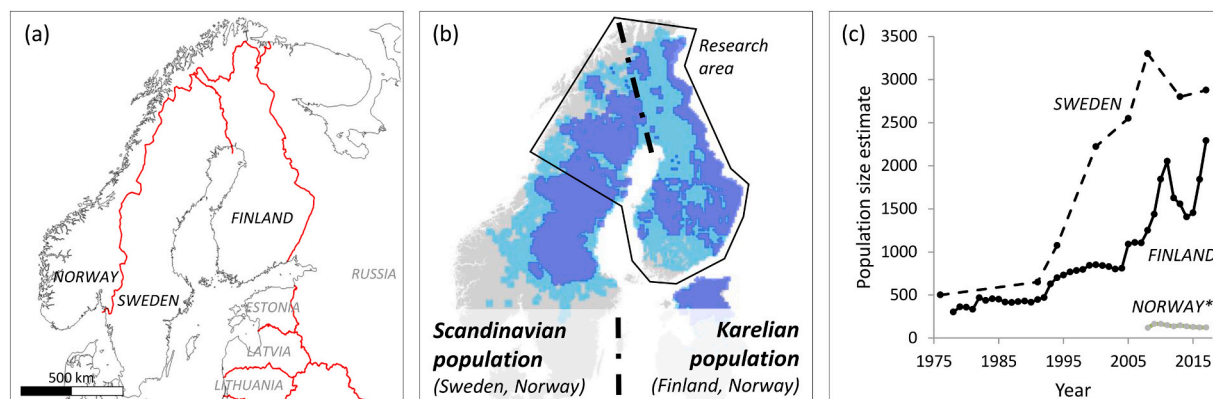 (a)
NORWAY
SWEDEN
FINLAND
RUSSIA
ESTONIA
LATVIA
LITHUANIA
500 km
(b)
Research
area
Scandinavian
population
(Sweden, Norway)
Karelian
population
(Finland, Norway)
(c)
Population size estimate
3500
3000
2500
2000
1500
1000
500
0
SWEDEN
FINLAND
NORWAY*
1975
1985
1995
2005
2015
Year